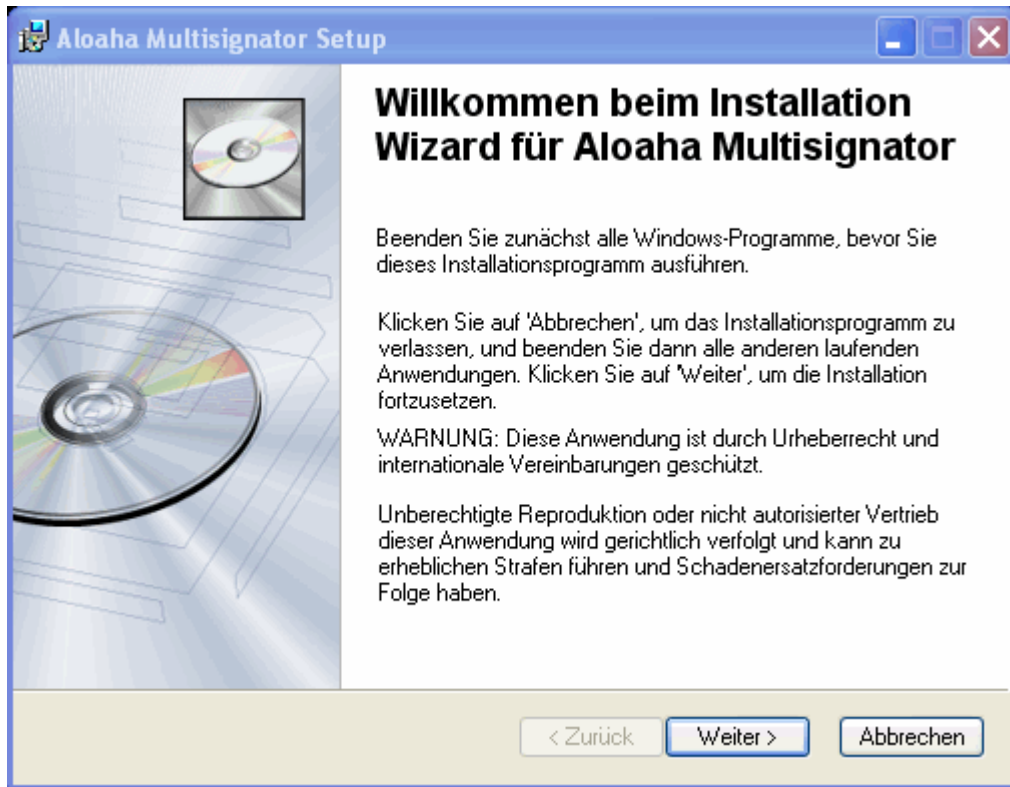 Aloaha Multisignator Setup
Willkommen beim Installation
Wizard für Aloaha Multisignator
Beenden Sie zunächst alle Windows-Programme, bevor Sie
dieses Installationsprogramm ausführen.
Klicken Sie auf 'Abbrechen', um das Installationsprogramm zu
verlassen, und beenden Sie dann alle anderen laufenden
Anwendungen. Klicken Sie auf 'Weiter', um die Installation
fortzusetzen.
WARNUNG: Diese Anwendung ist durch Urheberrecht und
internationale Vereinbarungen geschützt.
Unberechtigte Reproduktion oder nicht autorisierter Vertrieb
dieser Anwendung wird gerichtlich verfolgt und kann zu
erheblichen Strafen führen und Schadenersatzforderungen zur
Folge haben.
< Zurück Weiter > Abbrechen